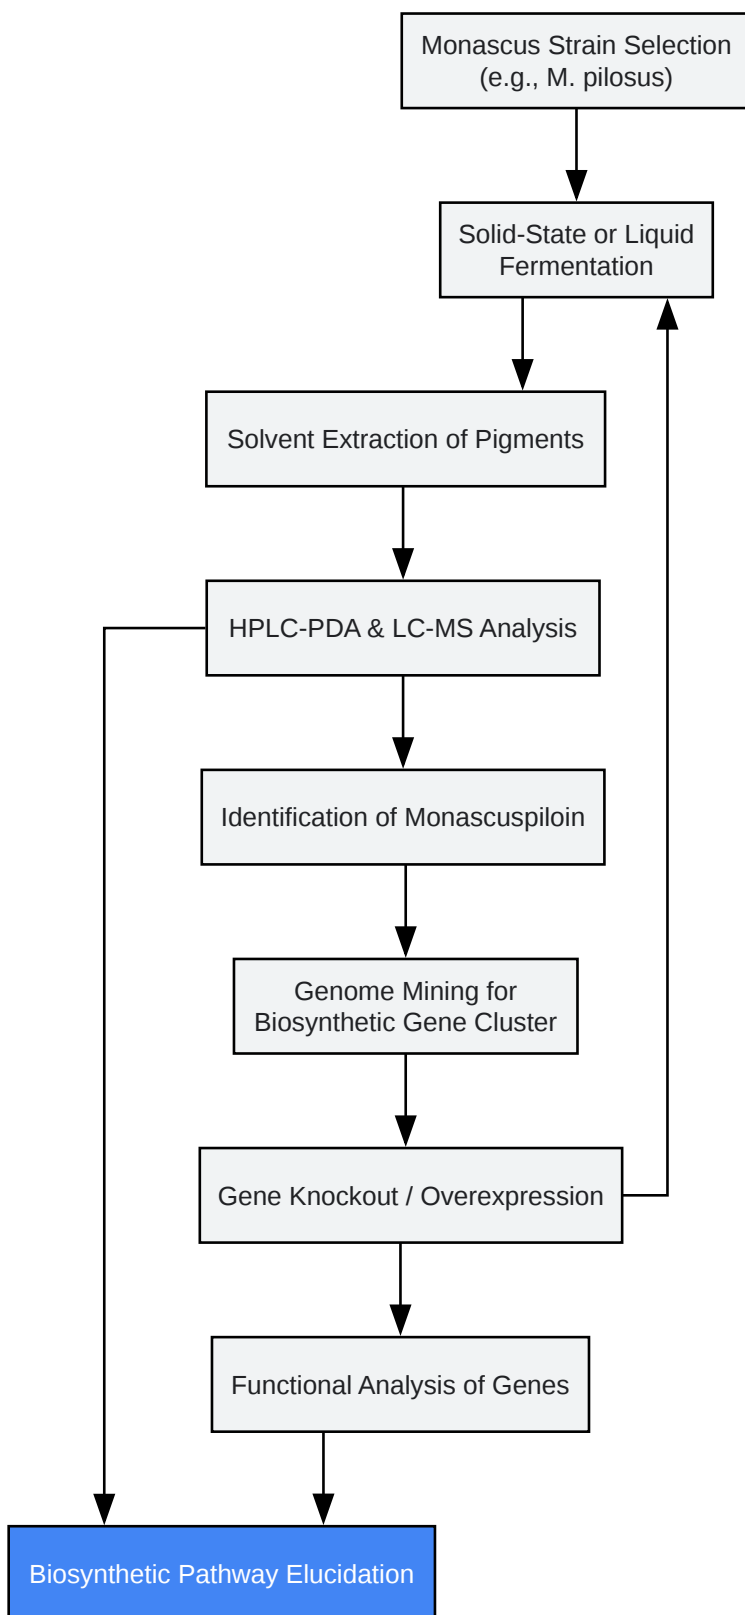 Monascus Strain Selection
(e.g., M. pilosus)
Solid-State or Liquid
Fermentation
Solvent Extraction of Pigments
HPLC-PDA & LC-MS Analysis
Identification of Monascuspiloin
Genome Mining for
Biosynthetic Gene Cluster
Gene Knockout / Overexpression
Functional Analysis of Genes
Biosynthetic Pathway Elucidation